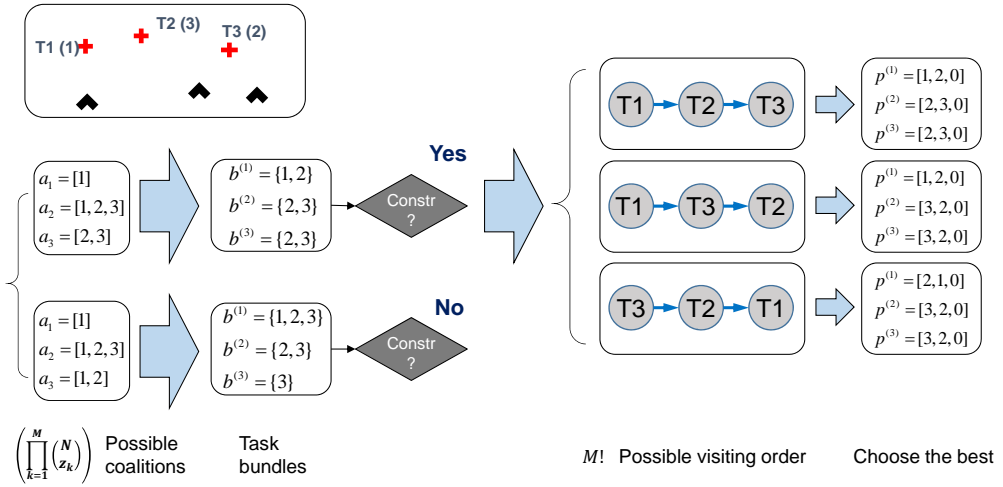 T1 (1)
T2 (3)
T3 (2)
a₁ = [1]
a₂ = [1,2,3]
a₃ = [2,3]
b⁽¹⁾ = {1,2}
b⁽²⁾ = {2,3}
b⁽³⁾ = {2,3}
Yes
Constr
?
a₁ = [1]
a₂ = [1,2,3]
a₃ = [1,2]
b⁽¹⁾ = {1,2,3}
b⁽²⁾ = {2,3}
b⁽³⁾ = {3}
No
Constr
?
T1 T2 T3
p⁽¹⁾ = [1,2,0]
p⁽²⁾ = [2,3,0]
p⁽³⁾ = [2,3,0]
T1 T3 T2
p⁽¹⁾ = [1,2,0]
p⁽²⁾ = [3,2,0]
p⁽³⁾ = [3,2,0]
T3 T2 T1
p⁽¹⁾ = [2,1,0]
p⁽²⁾ = [3,2,0]
p⁽³⁾ = [3,2,0]
(∏_{k=1}^{M} (N z_k))
Possible
coalitions
Task
bundles
M! Possible visiting order
Choose the best